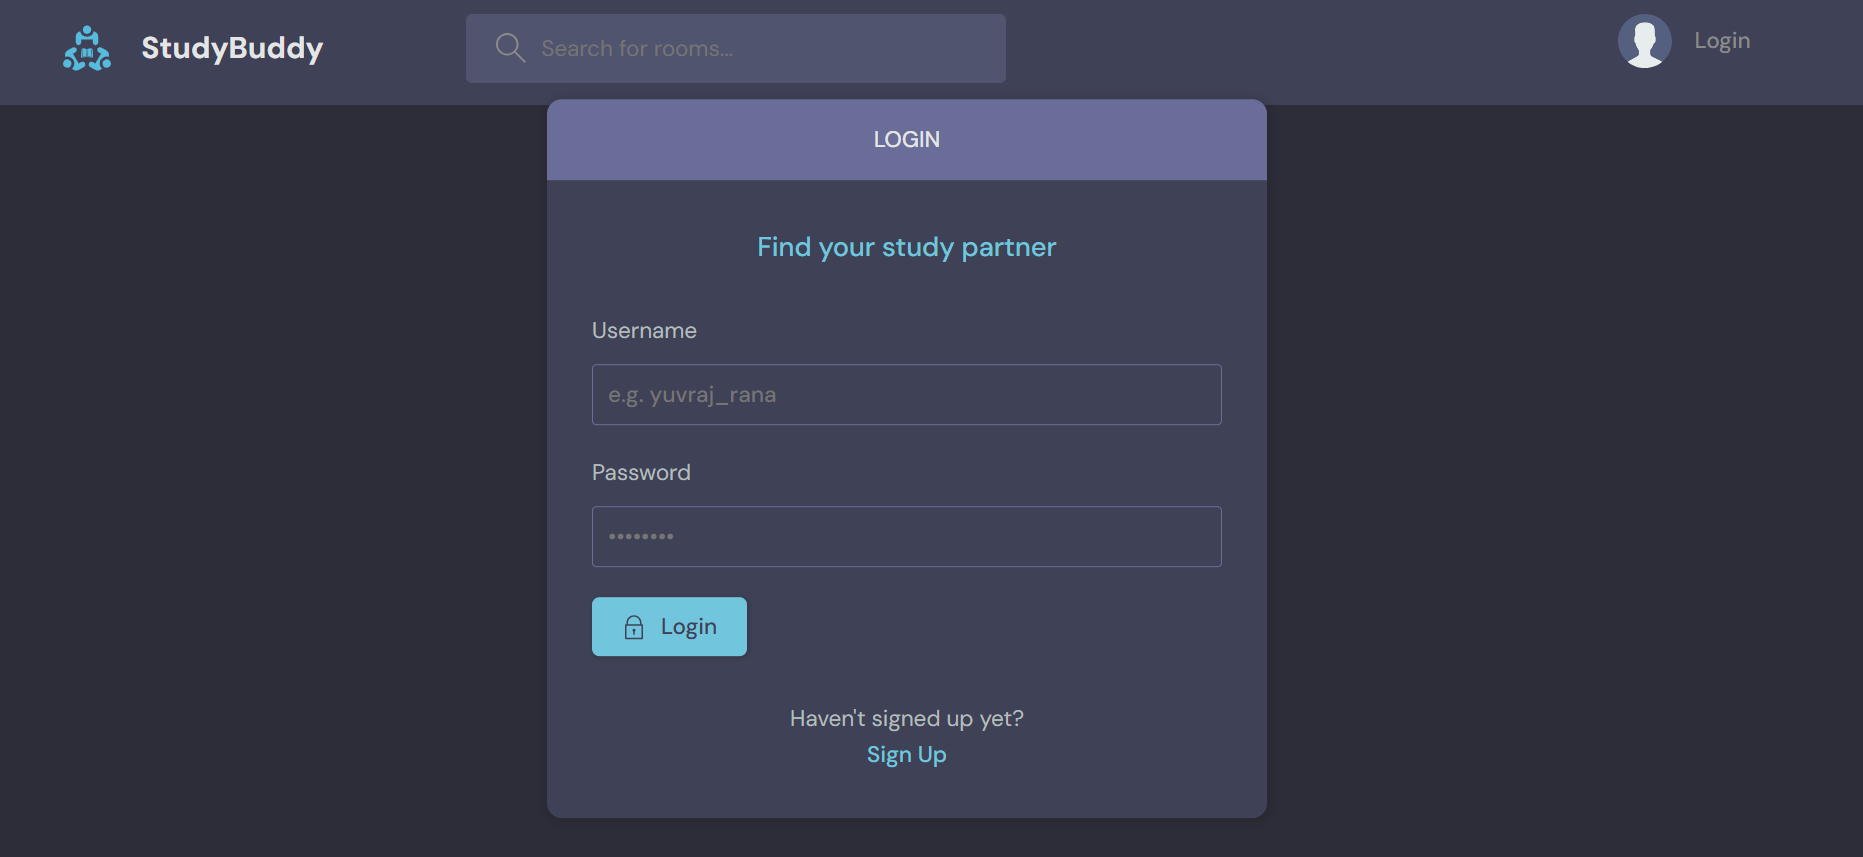 StudyBuddy
Search for rooms...
Login
LOGIN
Find your study partner
Username
e.g. yuvraj_rana
Password
••••••••
Login
Haven't signed up yet?
Sign Up